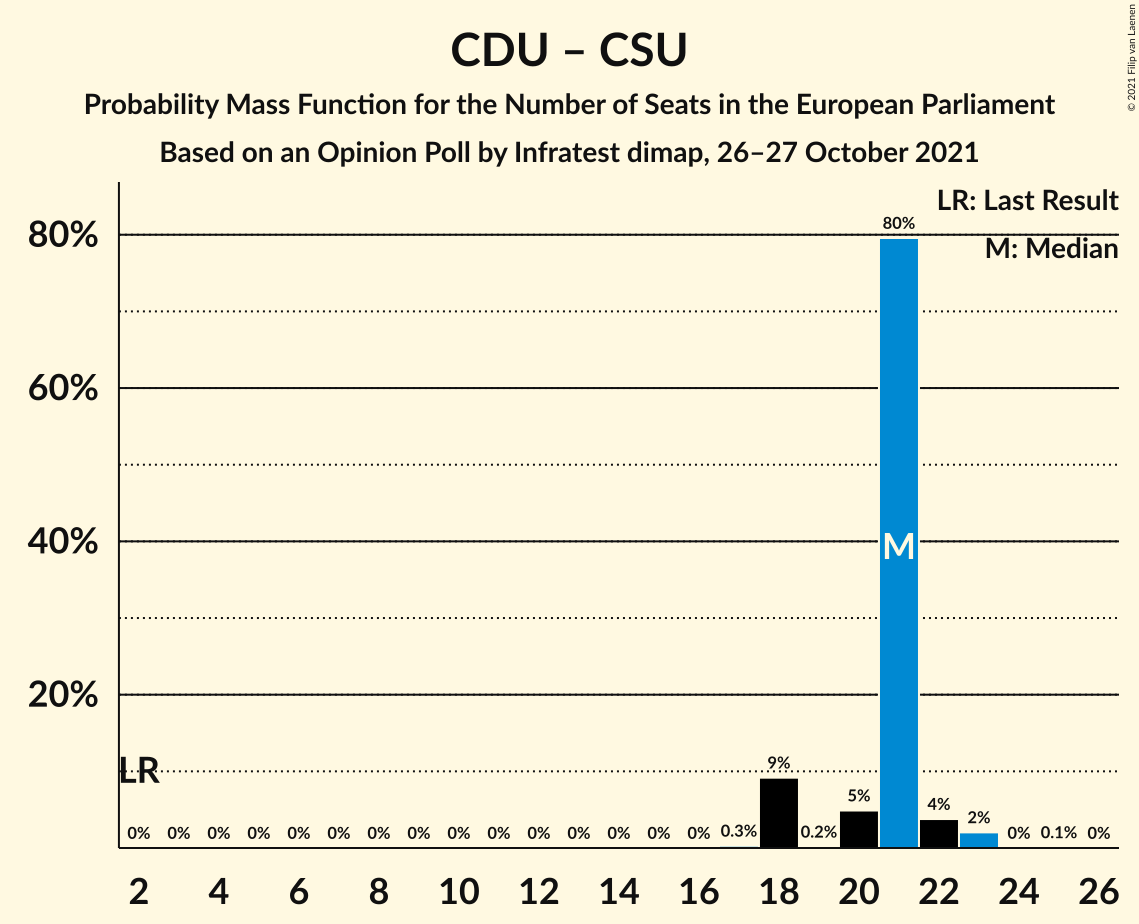 CDU – CSU
Probability Mass Function for the Number of Seats in the European Parliament
Based on an Opinion Poll by Infratest dimap, 26–27 October 2021
© 2021 Filip van Laenen
LR: Last Result
M: Median
80%
60%
40%
20%
LR
M
0% 0% 0% 0% 0% 0% 0% 0% 0% 0% 0% 0% 0% 0% 0% 0.3% 9% 0.2% 5% 80% 4% 2% 0% 0.1% 0%
2 4 6 8 10 12 14 16 18 20 22 24 26